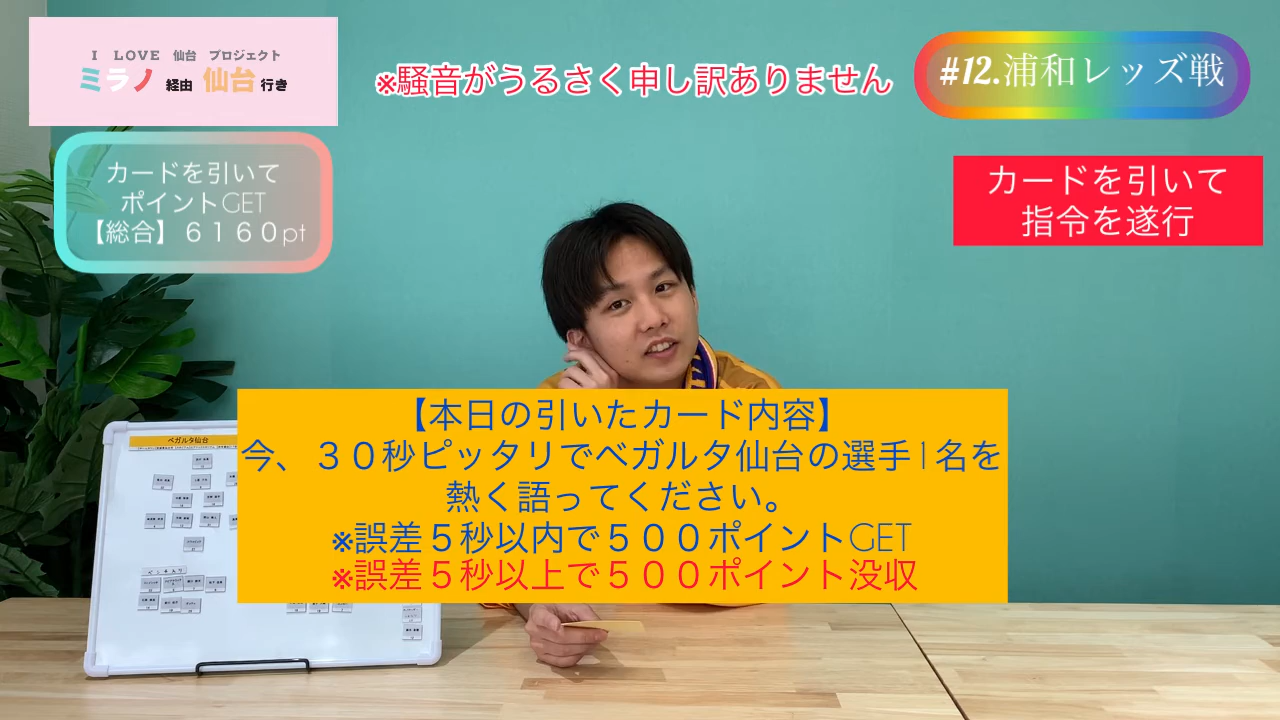 I LOVE 仙台 プロジェクト
ミラノ 経由 仙台 行き
※騒音がうるさく申し訳ありません
#12.浦和レッズ戦
カードを引いて
ポイントGET
【総合】６１６０pt
カードを引いて
指令を遂行
【本日の引いたカード内容】
今、３０秒ピッタリでベガルタ仙台の選手1名を
熱く語ってください。
※誤差５秒以内で５００ポイントGET
※誤差５秒以上で５００ポイント没収
ベガルタ仙台